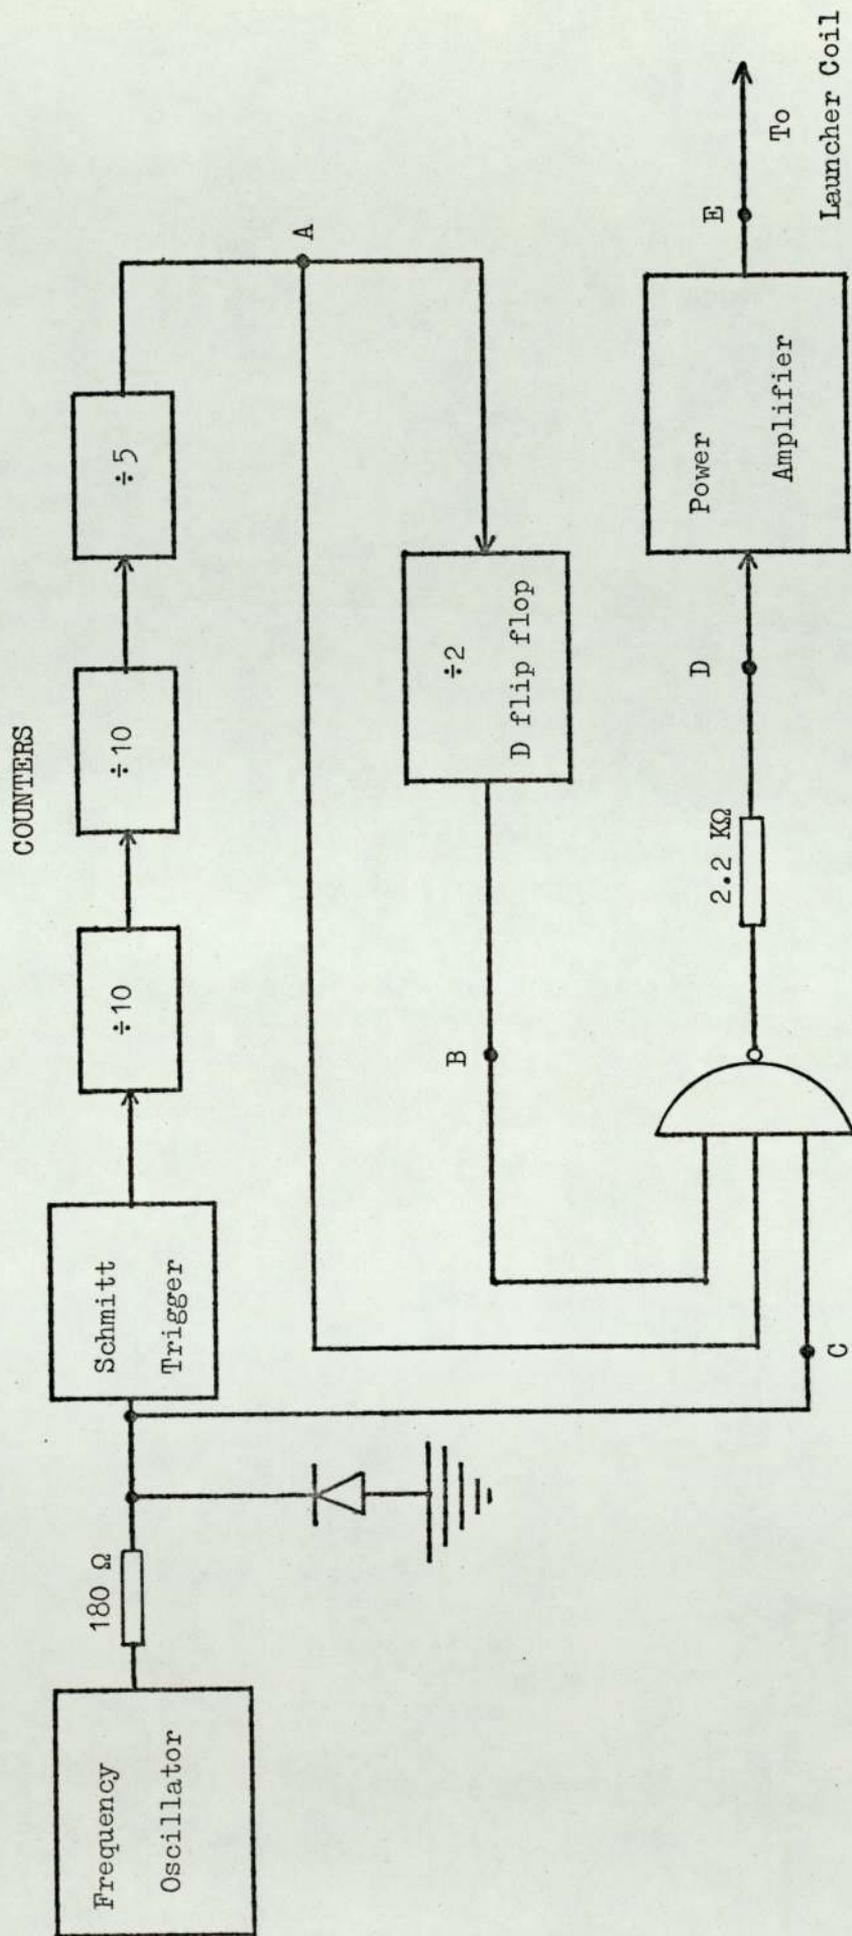 COUNTERS
Frequency
Oscillator
180 Ω
Schmitt
Trigger
÷10
÷10
÷5
A
÷2
D flip flop
B
C
2.2 KΩ
D
Power
Amplifier
E
To
Launcher Coil